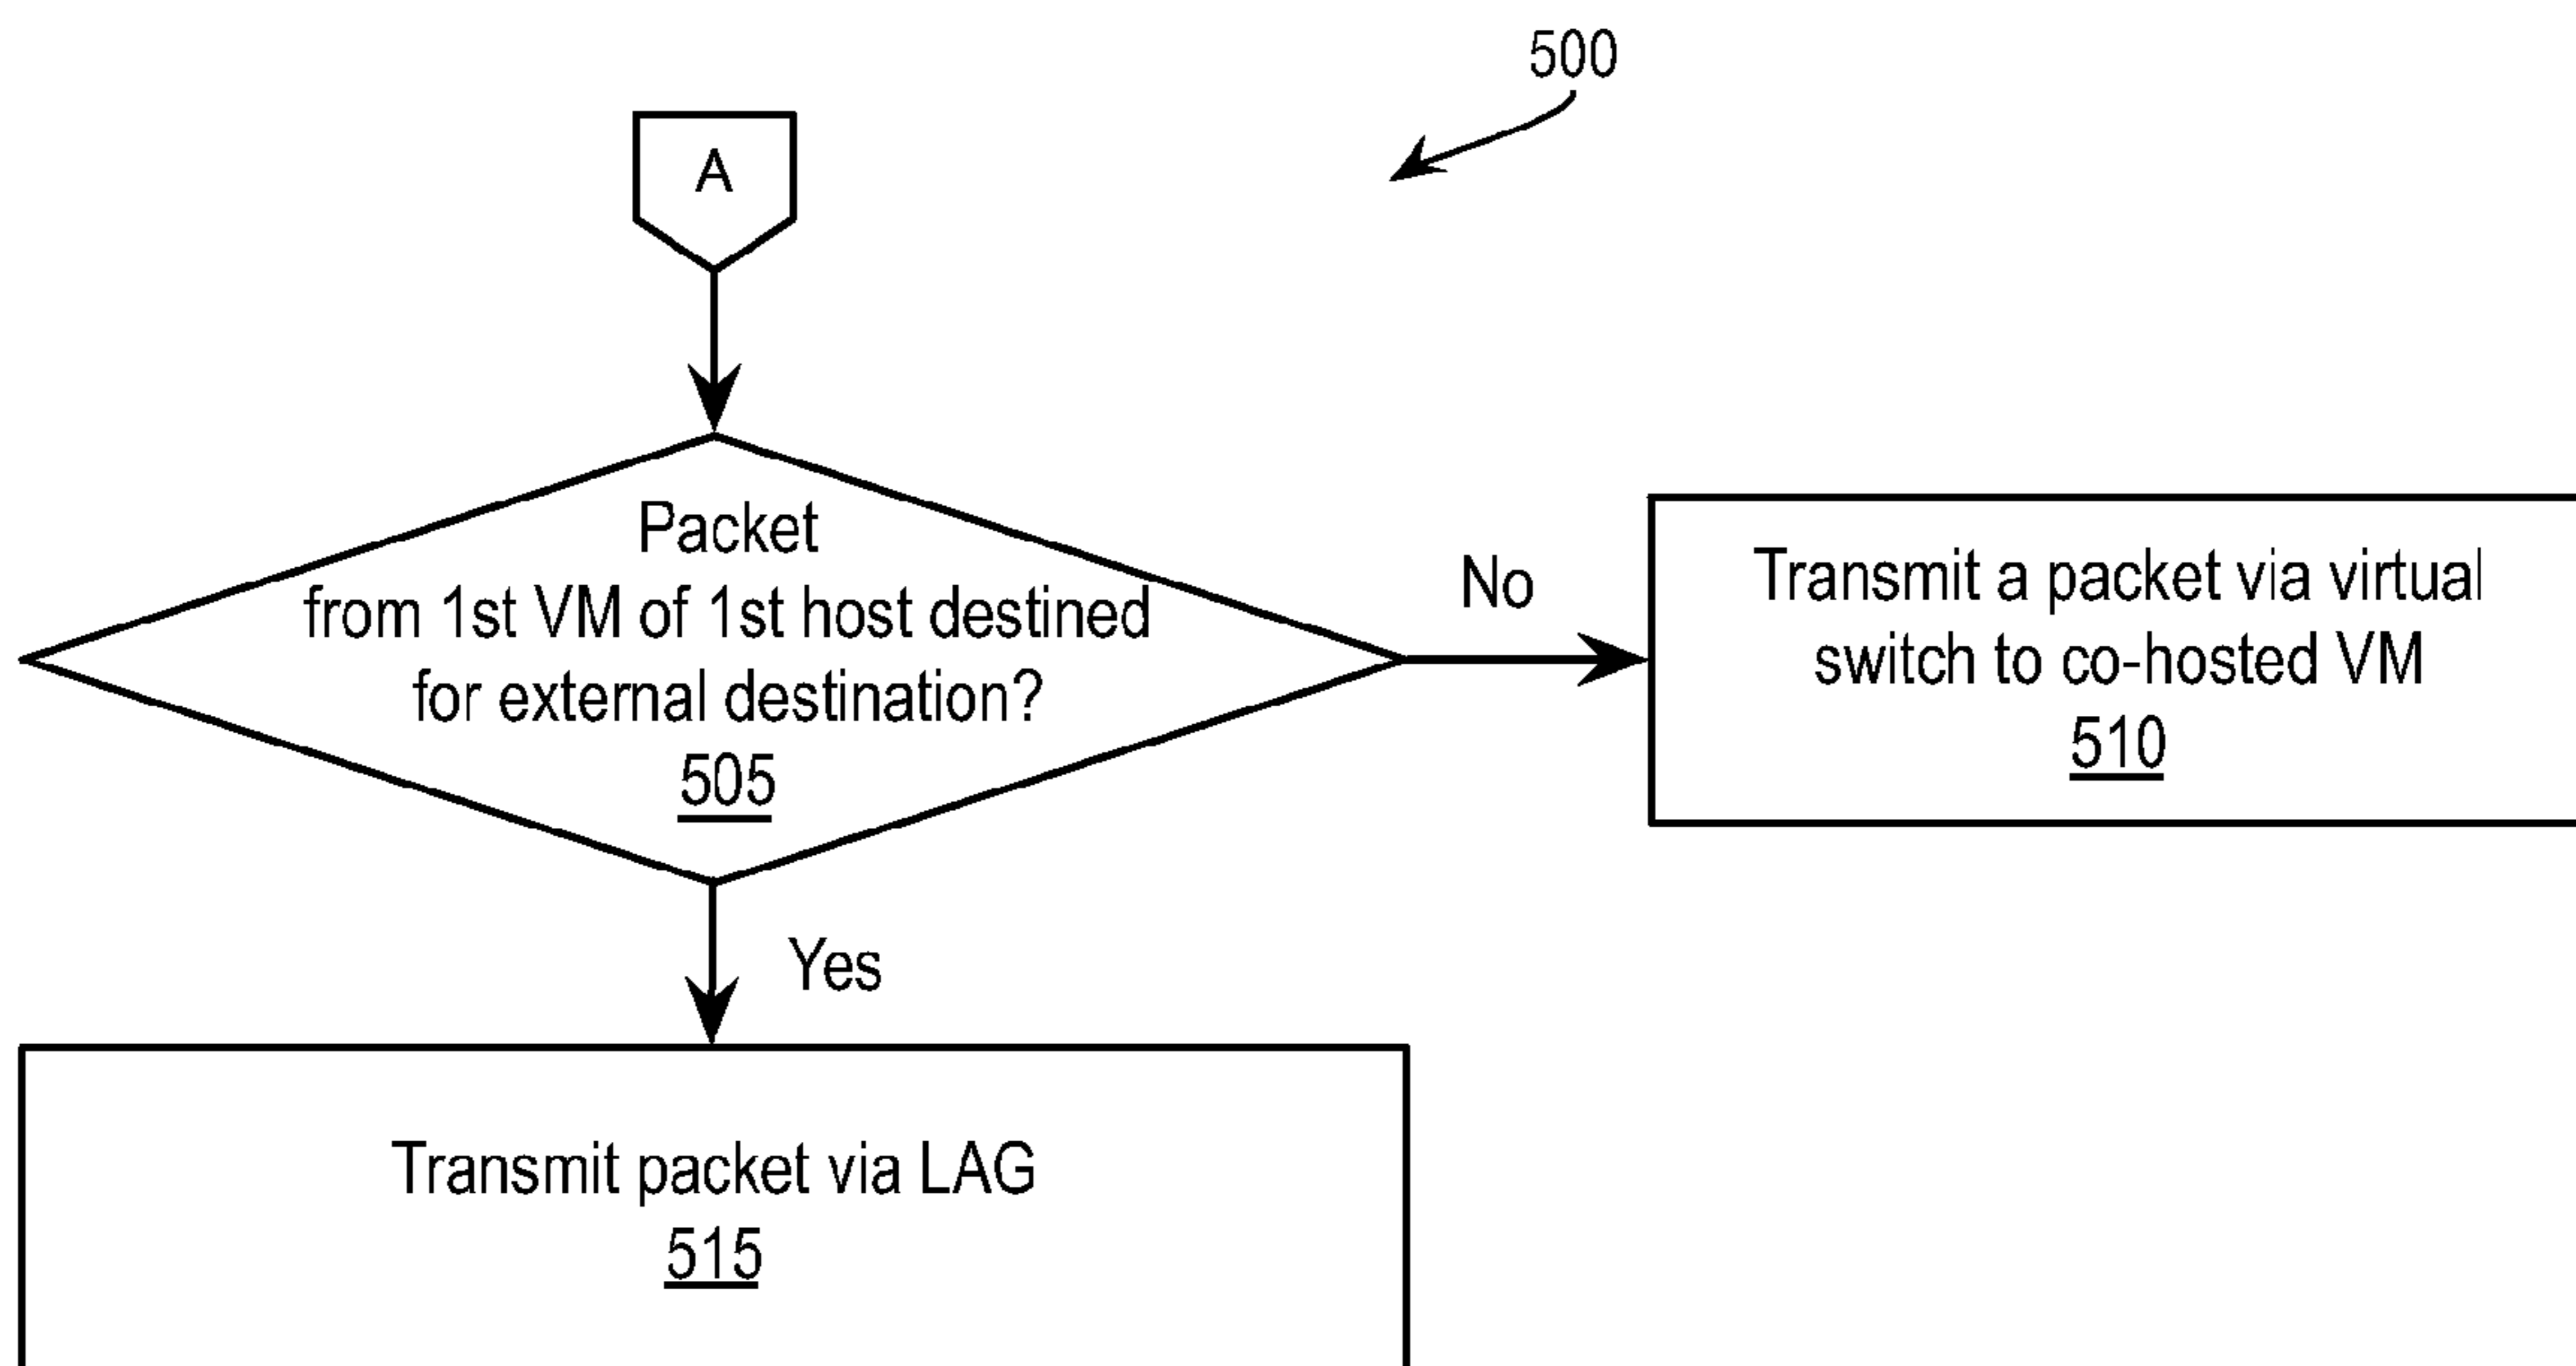 500
A
Packet
from 1st VM of 1st host destined
for external destination?
505
No
Transmit a packet via virtual
switch to co-hosted VM
510
Yes
Transmit packet via LAG
515